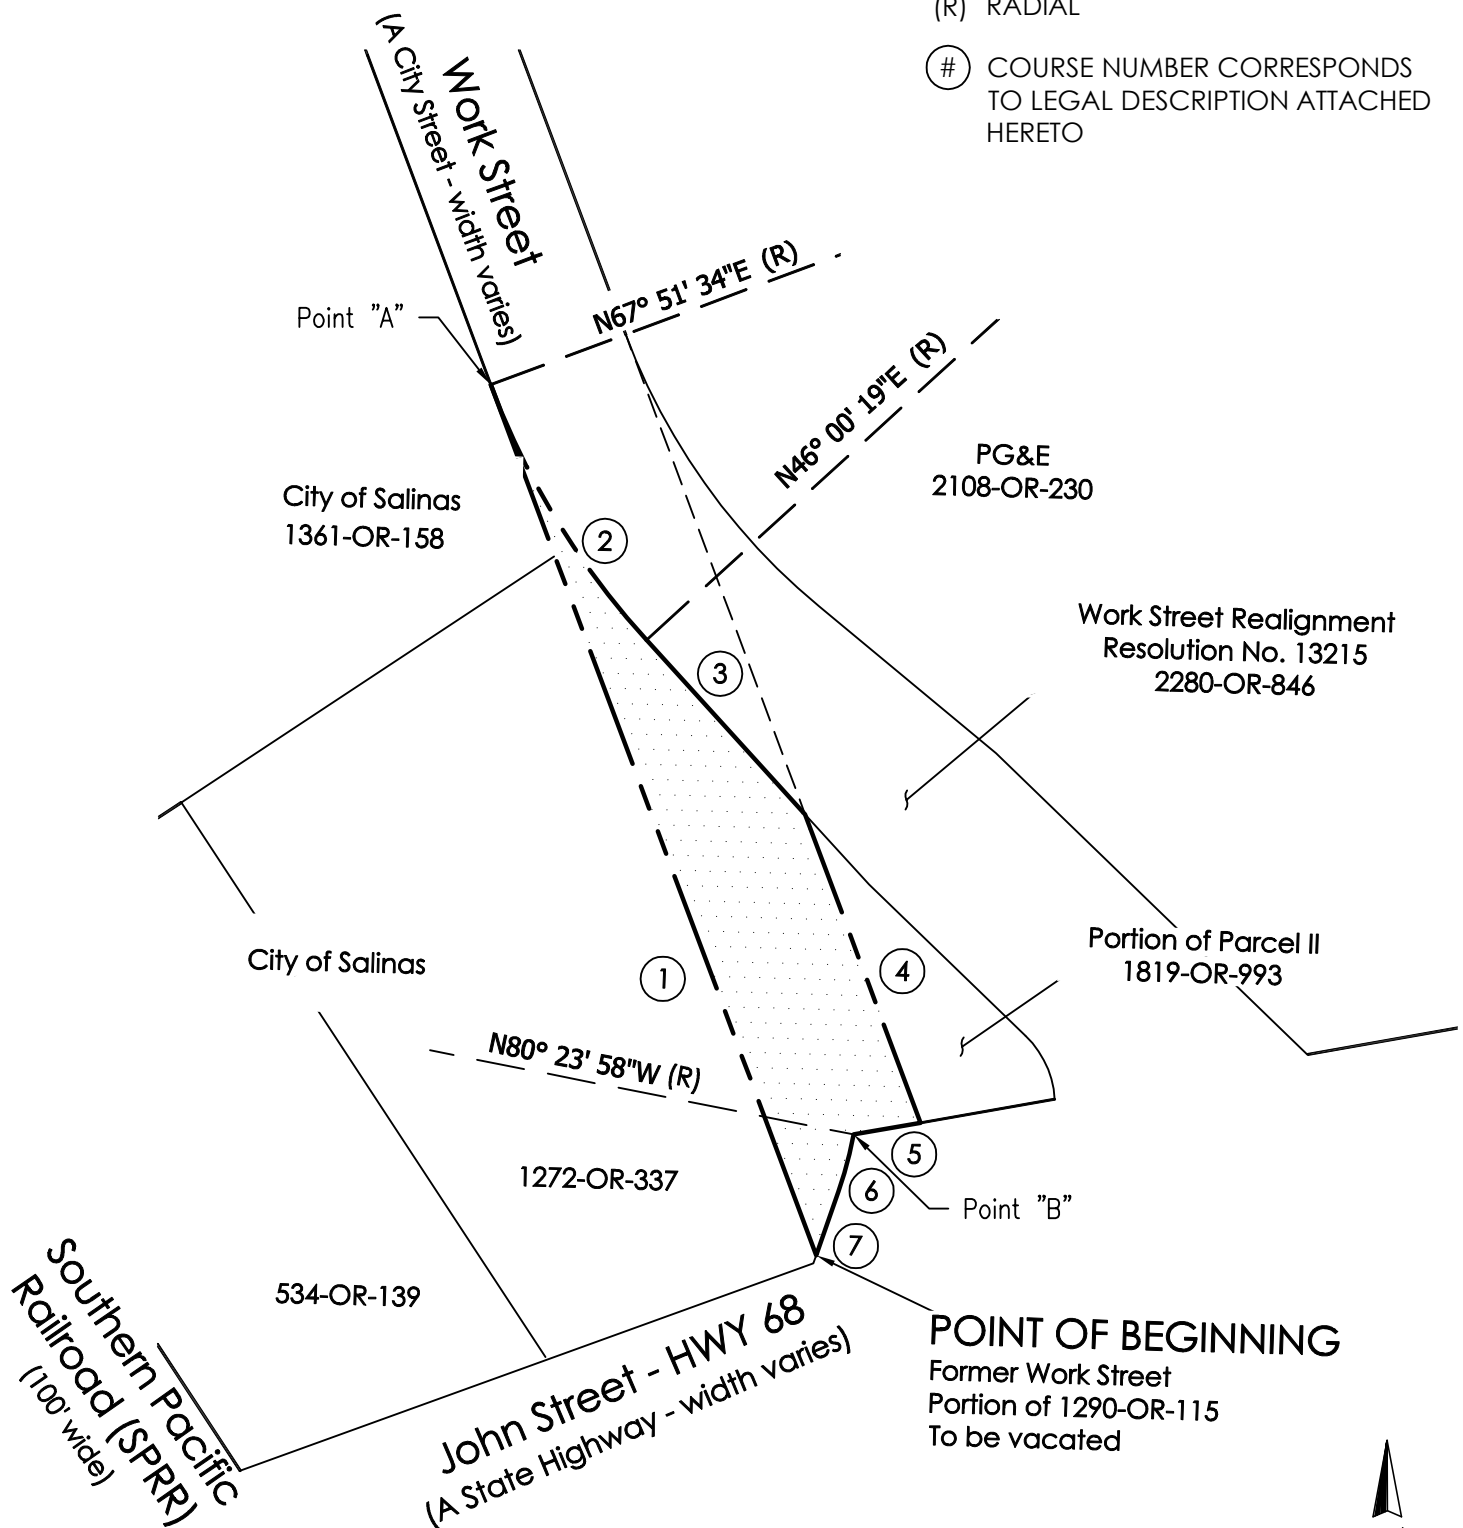 (R) RADIAL
# COURSE NUMBER CORRESPONDS
TO LEGAL DESCRIPTION ATTACHED
HERETO
Work Street
(A City Street - width varies)
Point "A"
N67° 51' 34"E (R)
N46° 00' 19"E (R)
PG&E
2108-OR-230
City of Salinas
1361-OR-158
2
Work Street Realignment
Resolution No. 13215
2280-OR-846
3
Portion of Parcel II
1819-OR-993
City of Salinas
1
4
N80° 23' 58"W (R)
5
1272-OR-337
6
Point "B"
7
534-OR-139
Southern Pacific
Railroad (SPRR)
(100' wide)
John Street - HWY 68
(A State Highway - width varies)
POINT OF BEGINNING
Former Work Street
Portion of 1290-OR-115
To be vacated